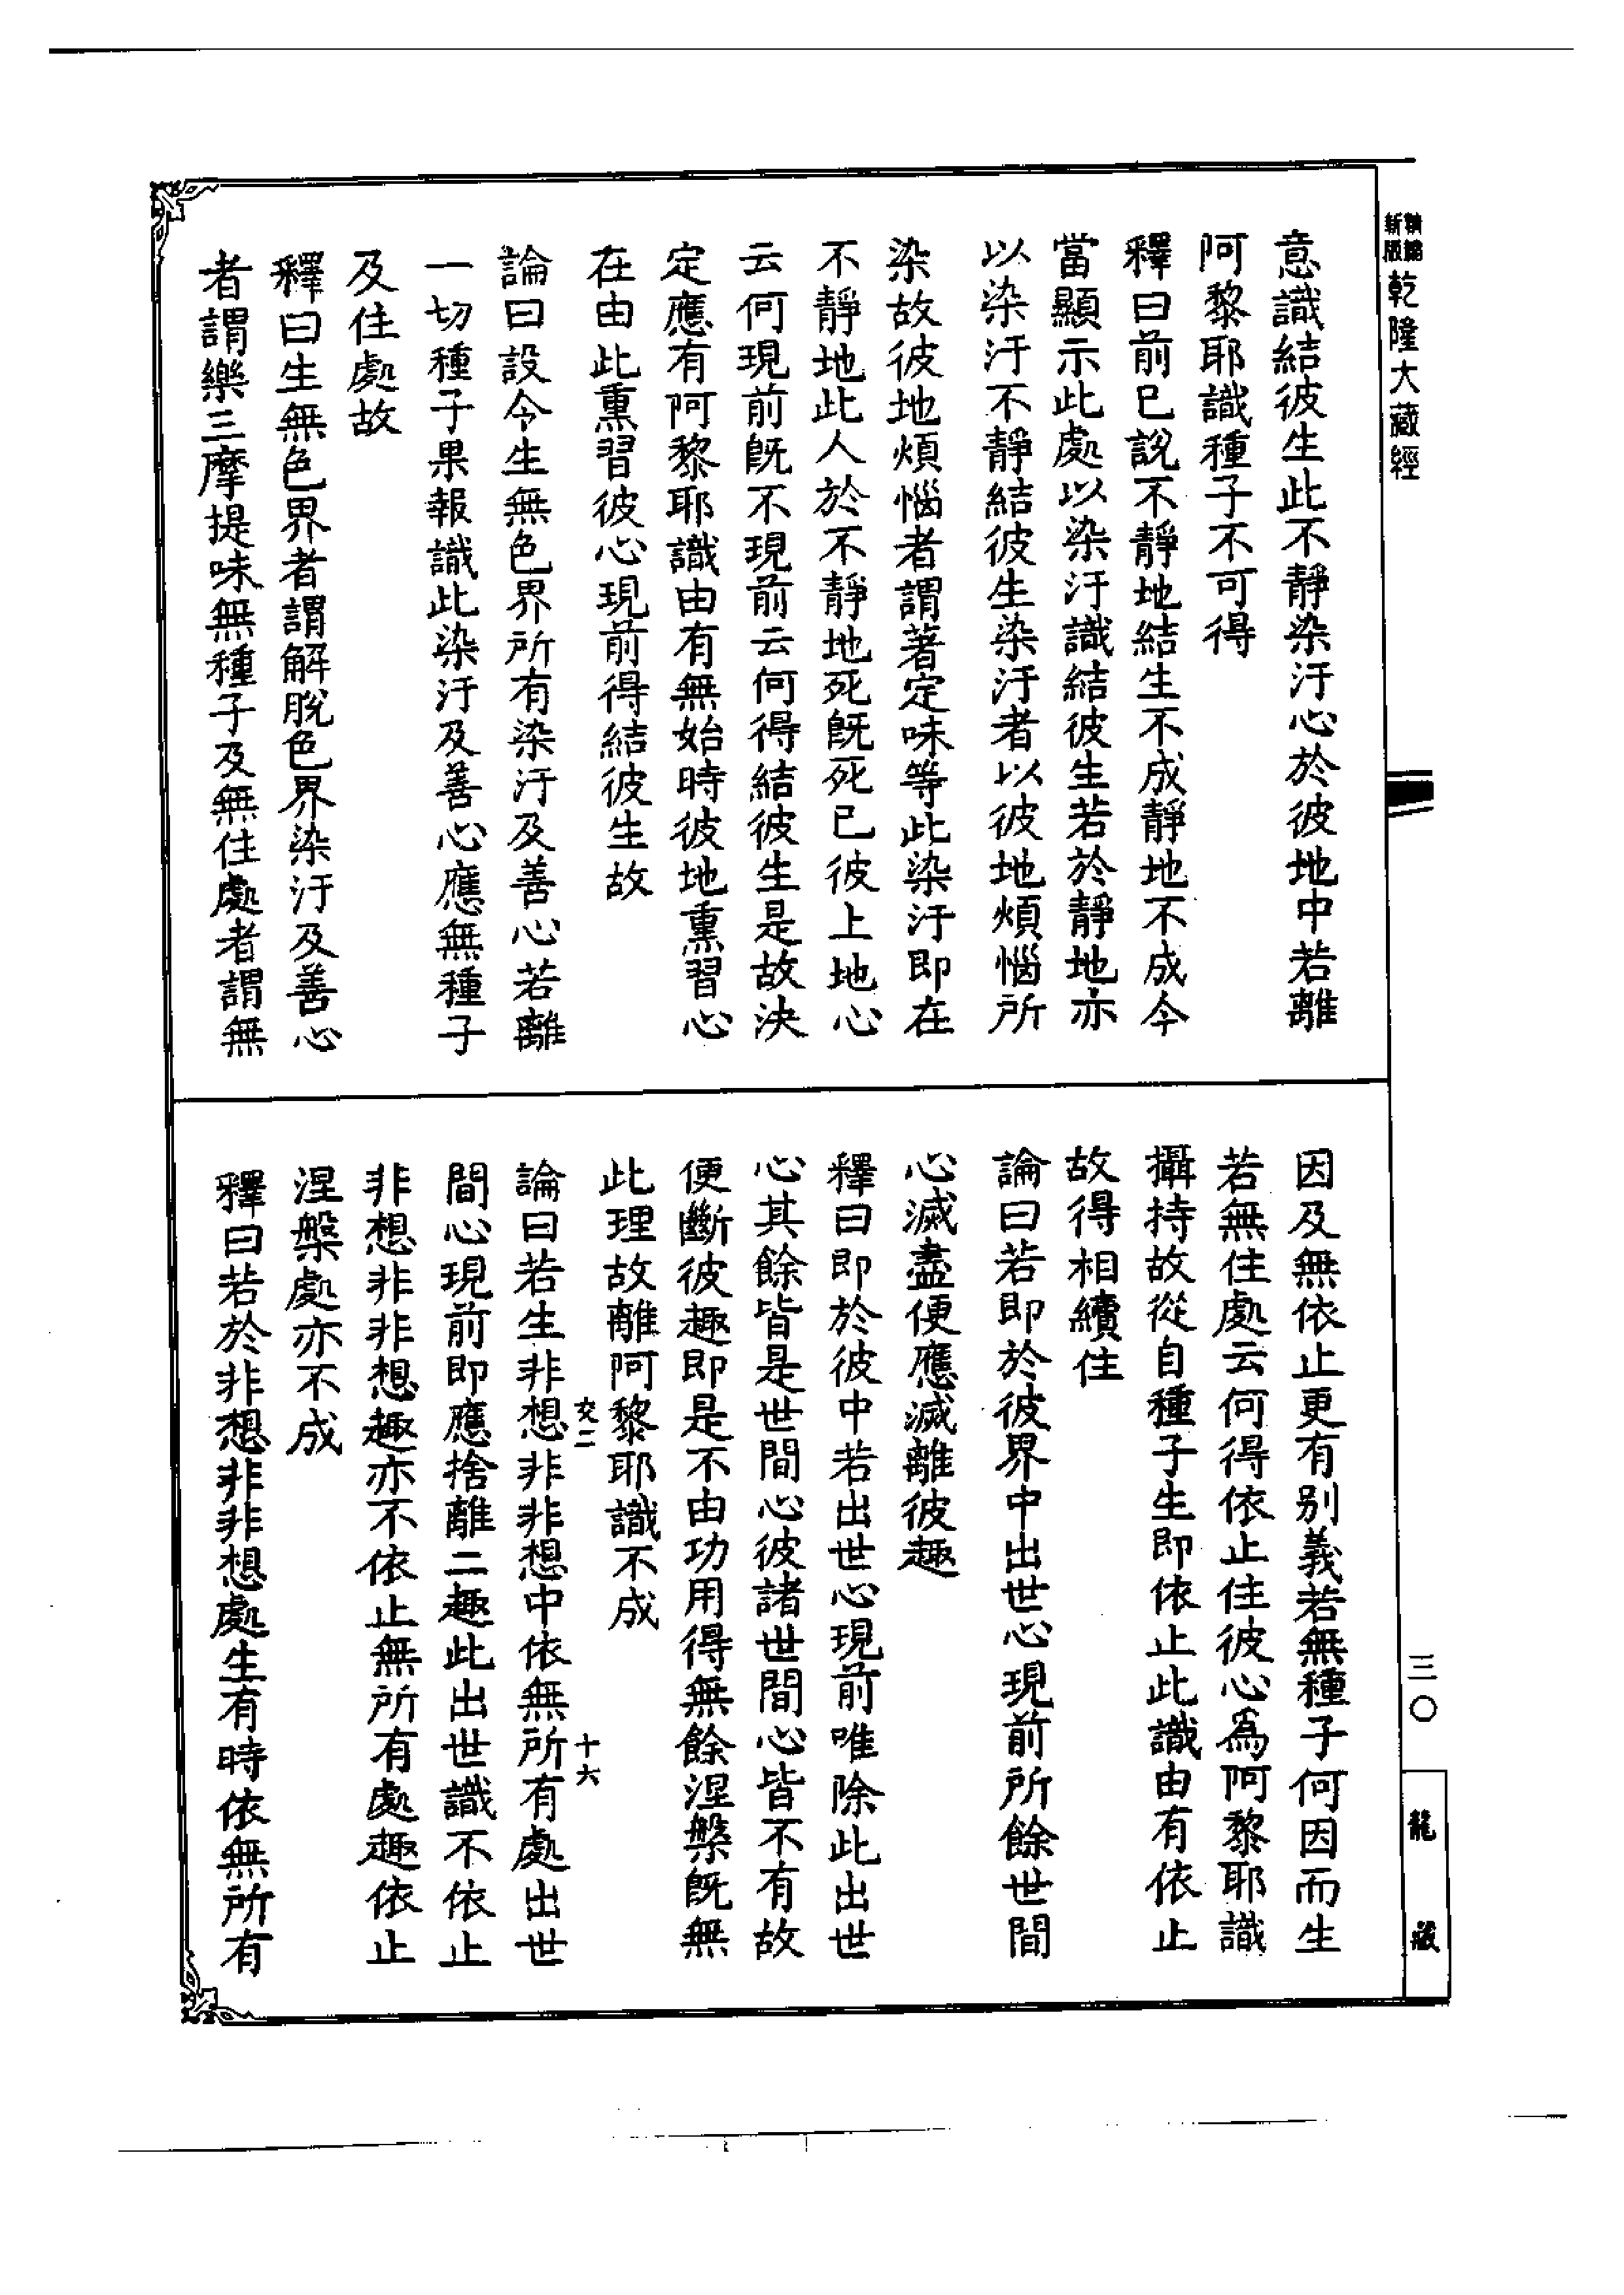 新版
精縮
乾隆大藏經
意識結彼生此不靜染汙心於彼地中若離
阿黎耶識種子不可得
釋曰前已說不靜地結生不成靜地不成今
當顯示此處以染汙識結彼生若於靜地亦
以染汙不靜結彼生染汙者以彼地煩惱所
染故彼地煩惱者謂著定味等此染汙即在
不靜地此人於不靜地死旣死已彼上地心
云何現前旣不現前云何得結彼生是故決
定應有阿黎耶識由有無始時彼地熏習心
在由此熏習彼心現前得結彼生故
論曰設今生無色界所有染汙及善心若離
一切種子果報識此染汙及善心應無種子
及住處故
釋曰生無色界者謂解脫色界染汙及善心
者謂樂三摩提味無種子及無住處者謂無
因及無依止更有別義若無種子何因而生
若無住處云何得依止住彼心為阿黎耶識
攝持故從自種子生即依止此識由有依止
故得相續住
論曰若即於彼界中出世心現前所餘世間
心滅盡便應滅離彼趣
釋曰即於彼中若出世心現前唯除此出世
心其餘皆是世間心彼諸世間心皆不有故
便斷彼趣即是不由功用得無餘涅槃旣無
此理故離阿黎耶識不成
交二 十六
論曰若生非想非非想中依無所有處出世
間心現前即應捨離二趣此出世識不依止
非想非非想趣亦不依止無所有處趣依止
涅槃處亦不成
釋曰若於非想非非想處生有時依無所有
三〇
龍藏